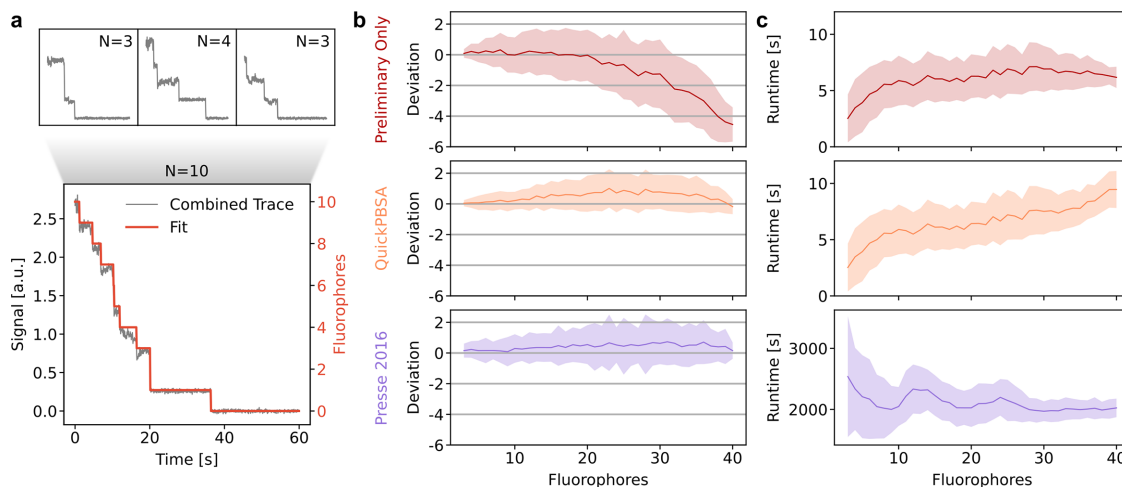 a
N=3
N=4
N=3
N=10
Signal [a.u.]
2.5
2.0
1.5
1.0
0.5
0.0
Combined Trace
Fit
10
8
6
4
2
0
Fluorophores
0
20
40
60
Time [s]
b
Preliminary Only
Deviation
2
0
-2
-4
-6
QuickPBSA
Deviation
2
0
-2
-4
-6
Presse 2016
Deviation
2
0
-2
-4
-6
10
20
30
40
Fluorophores
c
Runtime [s]
10
5
0
Runtime [s]
10
5
0
Runtime [s]
3000
2000
10
20
30
40
Fluorophores